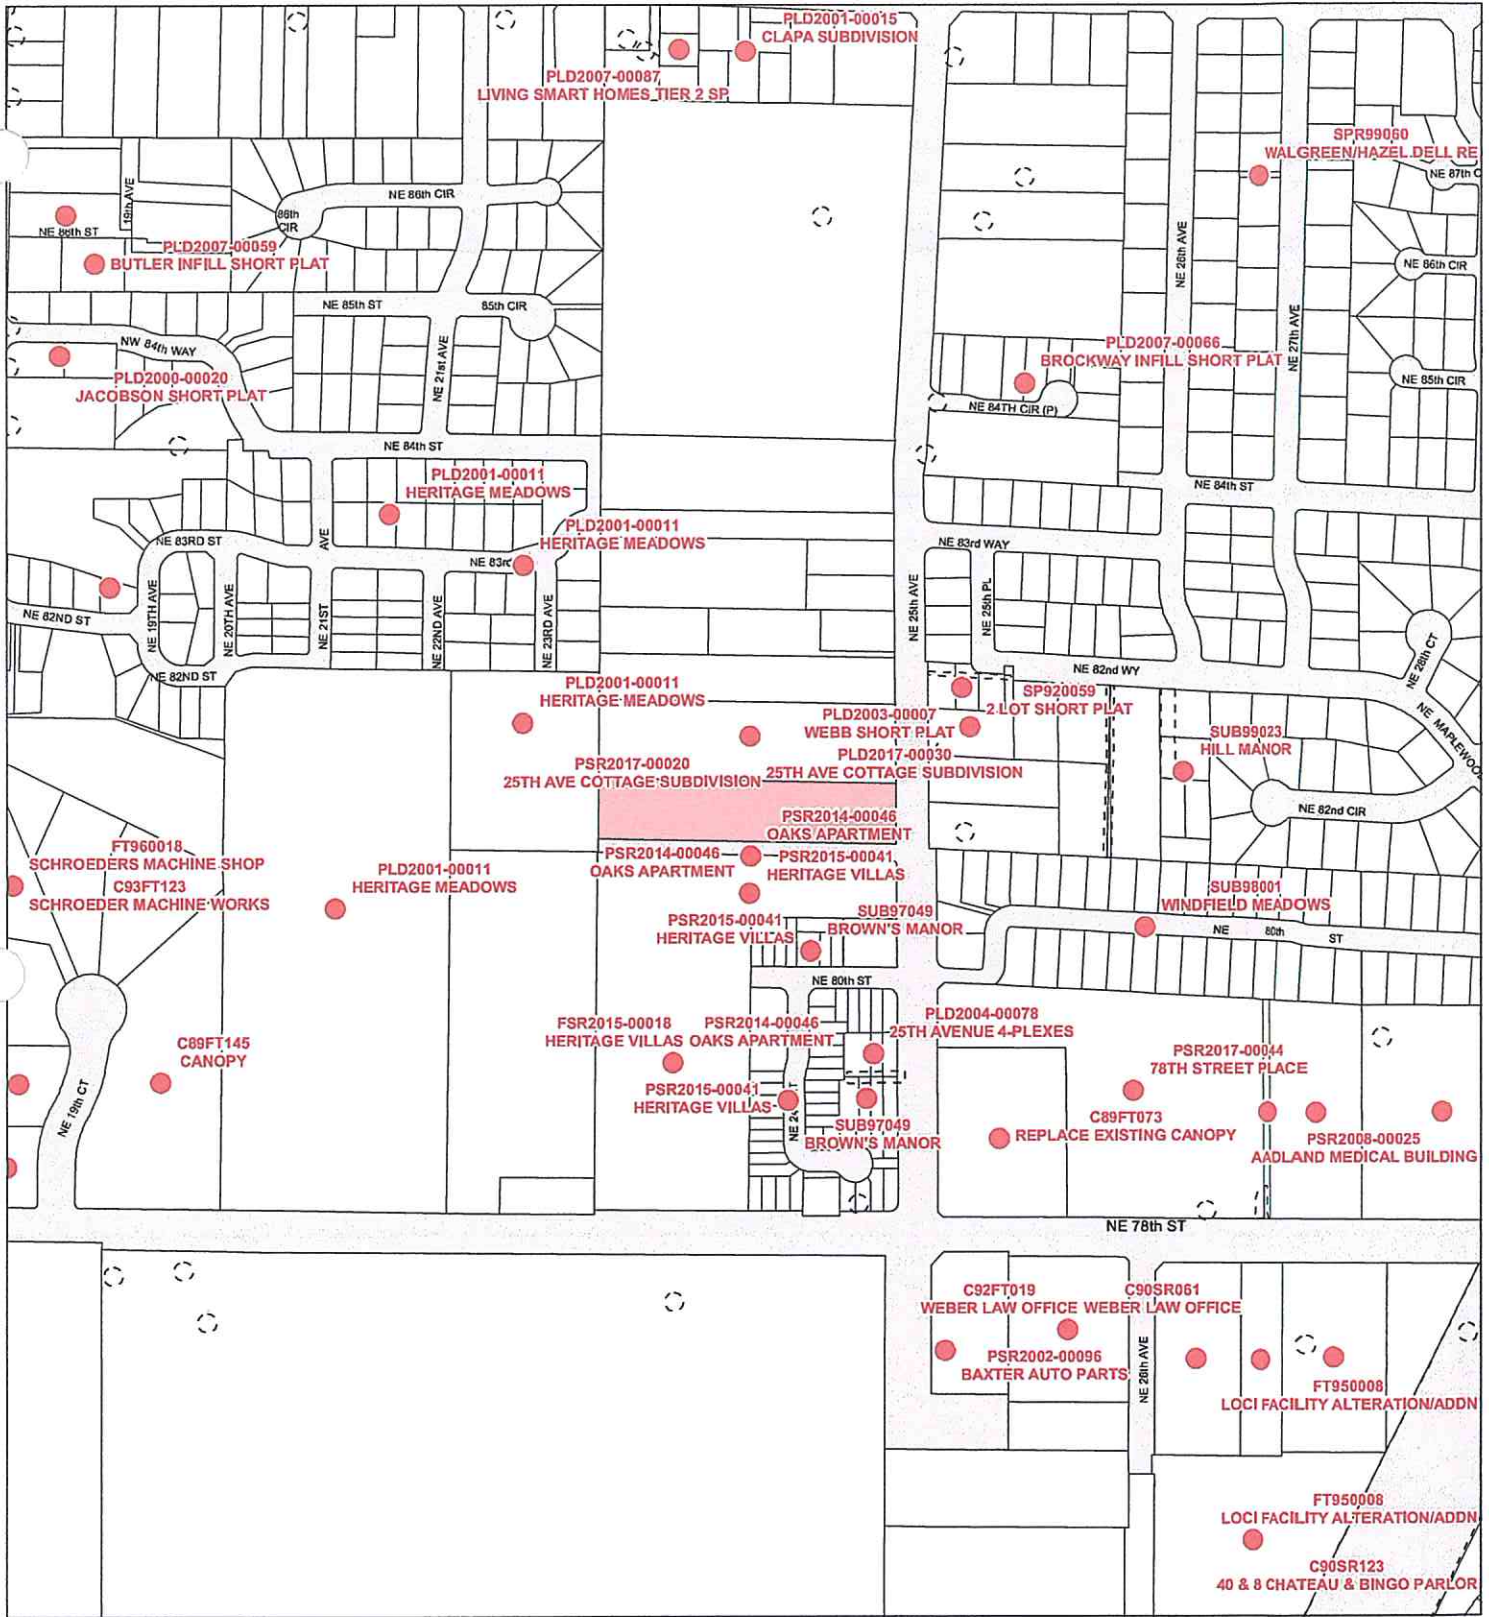 PLD2001-00015
CLAPA SUBDIVISION
PLD2007-00087
LIVING SMART HOMES TIER 2 SP
SPR99060
WALGREEN/HAZEL DELL RE
NE 87th C
19th AVE
NE 86th CIR
86th
CIR
NE 86th ST
PLD2007-00059
BUTLER INFILL SHORT PLAT
NE 26th AVE
NE 86th CIR
NE 85th ST
85th CIR
NE 27th AVE
NW 84th WAY
NE 21st AVE
PLD2007-00066
BROCKWAY INFILL SHORT PLAT
PLD2000-00020
JACOBSON SHORT PLAT
NE 85th CIR
NE 84TH CIR (P)
NE 84th ST
PLD2001-00011
HERITAGE MEADOWS
NE 84th ST
PLD2001-00011
HERITAGE MEADOWS
NE 83RD ST
AVE
NE 83rd WAY
NE 83rd
NE 82ND ST
NE 19TH AVE
NE 20TH AVE
NE 21ST
NE 22ND AVE
NE 23RD AVE
NE 25th AVE
NE 25th PL
NE 28th CT
NE 82ND ST
NE 82nd WY
PLD2001-00011
HERITAGE MEADOWS
SP920059
2 LOT SHORT PLAT
PLD2003-00007
WEBB SHORT PLAT
NE MAPLEWOOD
SUB99023
HILL MANOR
PSR2017-00020
25TH AVE COTTAGE SUBDIVISION
PLD2017-00030
25TH AVE COTTAGE SUBDIVISION
NE 82nd CIR
PSR2014-00046
OAKS APARTMENT
FT960018
SCHROEDERS MACHINE SHOP
PSR2014-00046
OAKS APARTMENT
PSR2015-00041
HERITAGE VILLAS
PLD2001-00011
HERITAGE MEADOWS
C93FT123
SCHROEDER MACHINE WORKS
SUB98001
WINDFIELD MEADOWS
PSR2015-00041
HERITAGE VILLAS
SUB97049
BROWN'S MANOR
NE 80th ST
NE 80th ST
FSR2015-00018
HERITAGE VILLAS
PSR2014-00046
OAKS APARTMENT
PLD2004-00078
25TH AVENUE 4-PLEXES
C89FT145
CANOPY
PSR2017-00044
78TH STREET PLACE
NE 19th CT
PSR2015-00041
HERITAGE VILLAS
NE 24
SUB97049
BROWN'S MANOR
C89FT073
REPLACE EXISTING CANOPY
PSR2008-00025
AADLAND MEDICAL BUILDING
NE 78th ST
C92FT019
WEBER LAW OFFICE
C90SR061
WEBER LAW OFFICE
PSR2002-00096
BAXTER AUTO PARTS
NE 26th AVE
FT950008
LOCI FACILITY ALTERATION/ADDN
FT950008
LOCI FACILITY ALTERATION/ADDN
C90SR123
40 & 8 CHATEAU & BINGO PARLOR